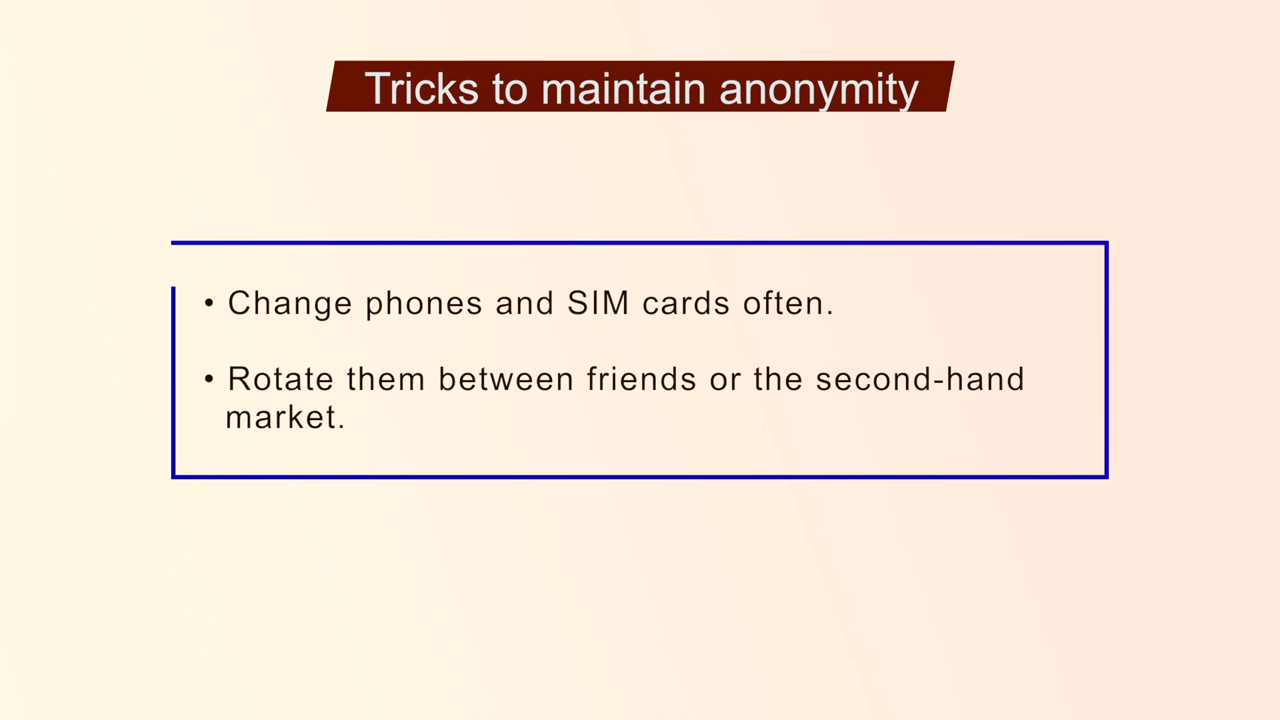 Tricks to maintain anonymity
• Change phones and SIM cards often.
• Rotate them between friends or the second-hand
market.